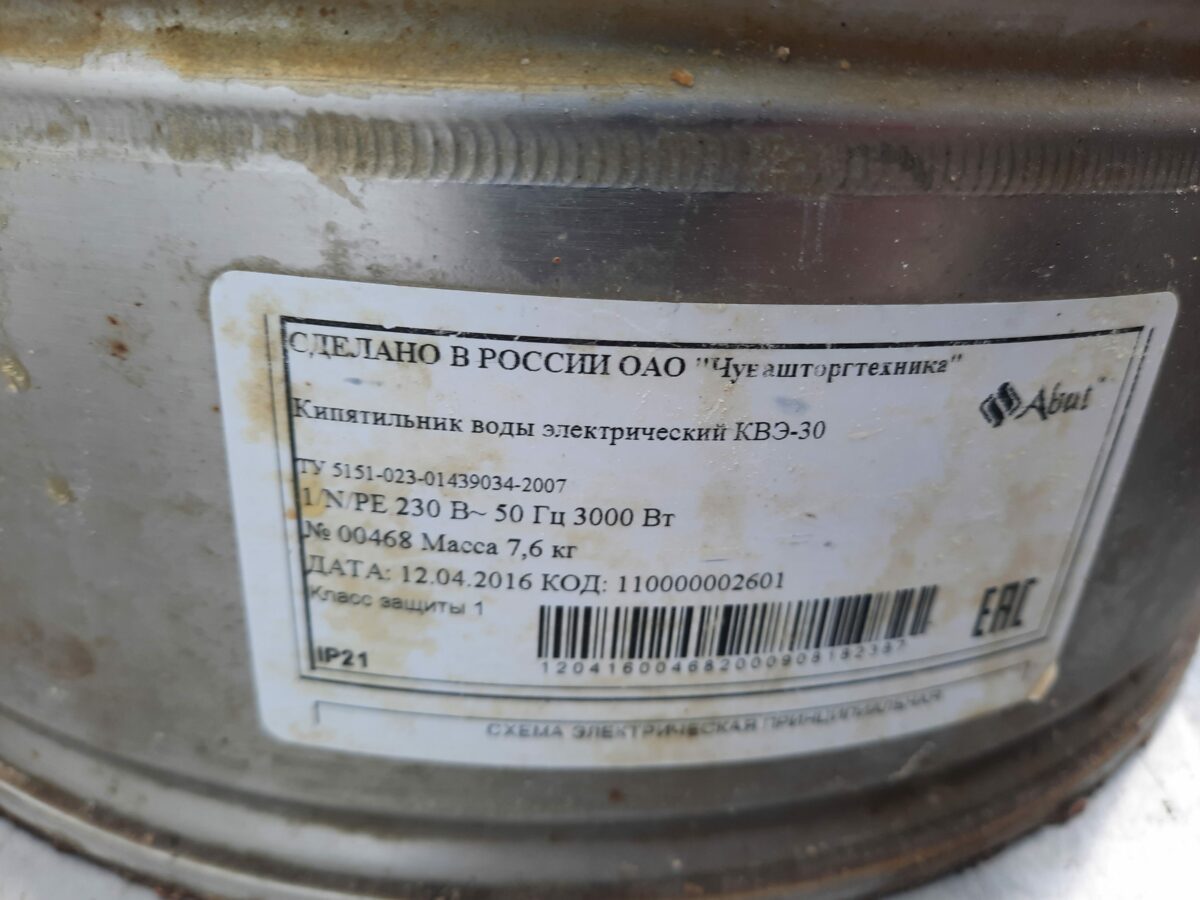 СДЕЛАНО В РОССИИ ОАО "Чувашторгтехника"
Abat
Кипятильник воды электрический КВЭ-30
ТУ 5151-023-01439034-2007
1/N/PE 230 В~ 50 Гц 3000 Вт
№ 00468 Масса 7,6 кг
ДАТА: 12.04.2016 КОД: 110000002601
Класс защиты 1
IP21
120416004682000908182387
EAC
СХЕМА ЭЛЕКТРИЧЕСКАЯ ПРИНЦИПИАЛЬНАЯ